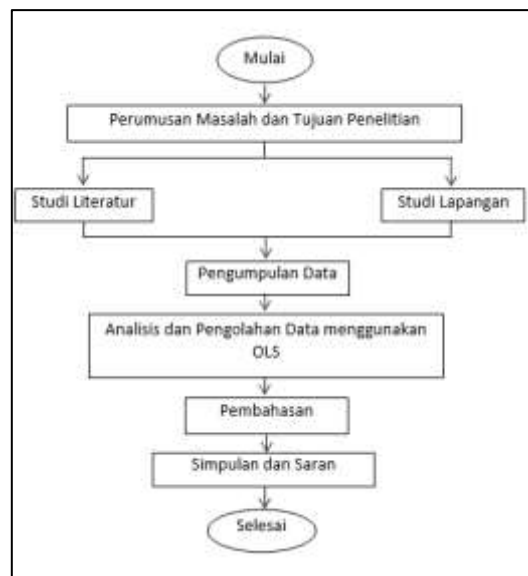 Mulai
Perumusan Masalah dan Tujuan Penelitian
Studi Literatur
Studi Lapangan
Pengumpulan Data
Analisis dan Pengolahan Data menggunakan
OLS
Pembahasan
Simpulan dan Saran
Selesai